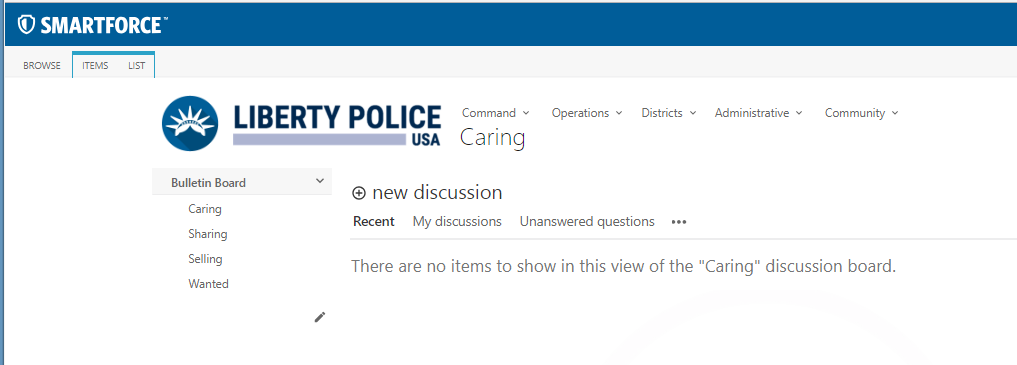 SMARTFORCE™
BROWSE ITEMS LIST
LIBERTY POLICE
USA
Command Operations Districts Administrative Community
Caring
Bulletin Board
Caring
Sharing
Selling
Wanted
new discussion
Recent My discussions Unanswered questions •••
There are no items to show in this view of the "Caring" discussion board.